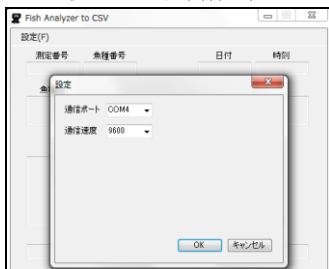 Fish Analyzer to CSV
設定(F)
測定番号 魚種番号 日付 時刻
設定
通信ポート COM4
通信速度 9600
OK キャンセル